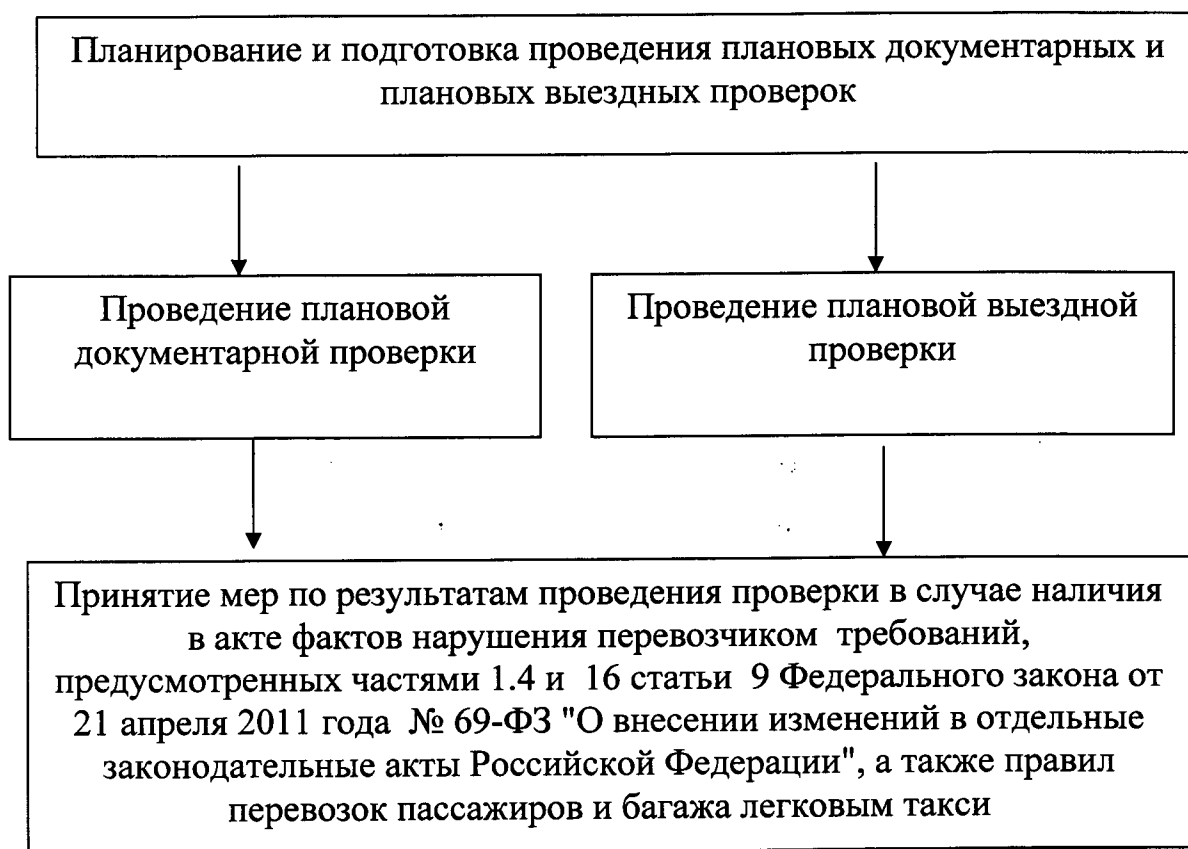 Планирование и подготовка проведения плановых документарных и
плановых выездных проверок
Проведение плановой
документарной проверки
Проведение плановой выездной
проверки
Принятие мер по результатам проведения проверки в случае наличия
в акте фактов нарушения перевозчиком требований,
предусмотренных частями 1.4 и 16 статьи 9 Федерального закона от
21 апреля 2011 года № 69-ФЗ "О внесении изменений в отдельные
законодательные акты Российской Федерации", а также правил
перевозок пассажиров и багажа легковым такси